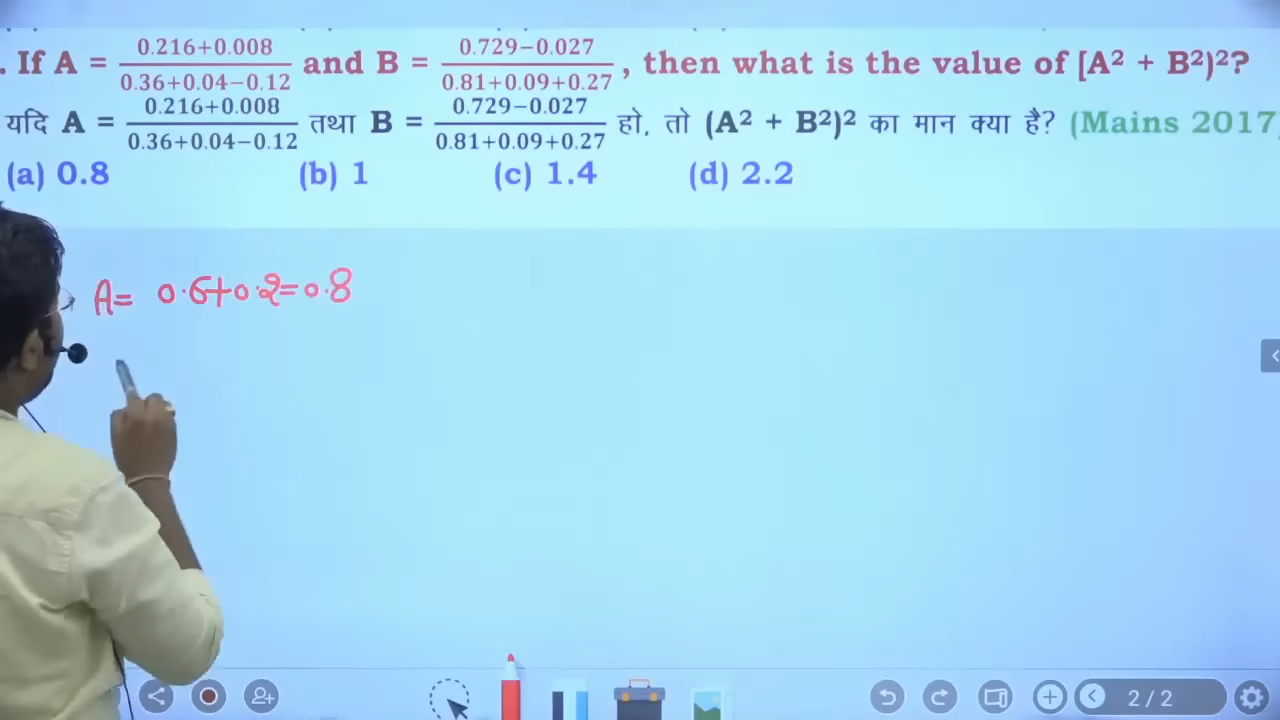 . If A = 0.216+0.008 / 0.36+0.04−0.12 and B = 0.729−0.027 / 0.81+0.09+0.27 , then what is the value of [A² + B²)²?
यदि A = 0.216+0.008 / 0.36+0.04−0.12 तथा B = 0.729−0.027 / 0.81+0.09+0.27 हो, तो (A² + B²)² का मान क्या है? (Mains 2017
(a) 0.8 (b) 1 (c) 1.4 (d) 2.2
A= 0.6+0.2=0.8
2 / 2